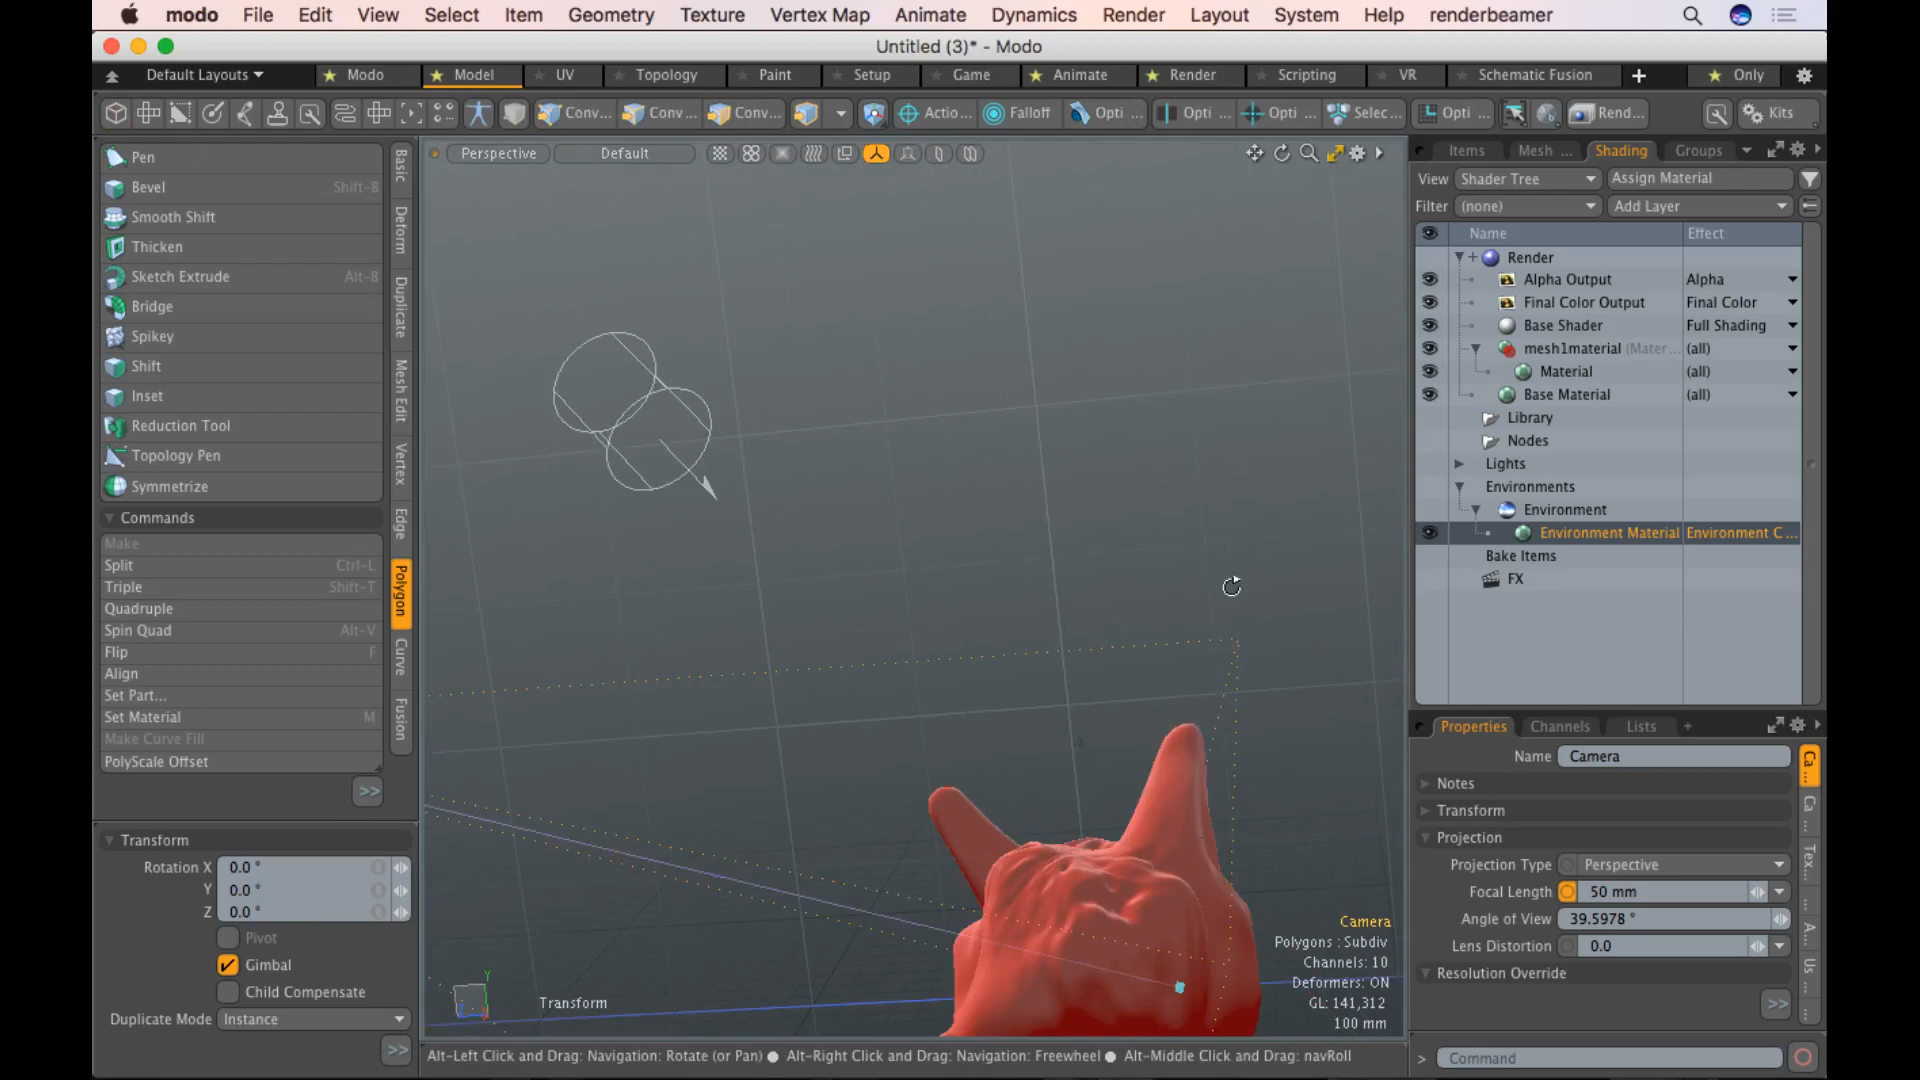 modo File Edit View Select Item Geometry Texture Vertex Map Animate Dynamics Render Layout System Help renderbeamer
Untitled (3)* - Modo
Default Layouts Modo Model UV Topology Paint Setup Game Animate Render Scripting VR Schematic Fusion + Only
Conv... Conv ... Conv... Actio... Falloff Opti ... Opti ... Opti ... Selec... Opti ... Rend... Kits
Pen
Bevel Shift-B
Smooth Shift
Thicken
Sketch Extrude Alt-B
Bridge
Spikey
Shift
Inset
Reduction Tool
Topology Pen
Symmetrize
Commands
Make
Split Ctrl-L
Triple Shift-T
Quadruple
Spin Quad Alt-V
Flip F
Align
Set Part...
Set Material M
Make Curve Fill
PolyScale Offset
>>
Basic
Deform
Duplicate
Mesh Edit
Vertex
Edge
Polygon
Curve
Fusion
Transform
Rotation X 0.0 °
Y 0.0 °
Z 0.0 °
Pivot
Gimbal
Child Compensate
Duplicate Mode Instance
>>
Perspective Default
Camera
Polygons : Subdiv
Channels: 10
Deformers: ON
GL: 141,312
100 mm
Y
Transform
Alt-Left Click and Drag: Navigation: Rotate (or Pan) ● Alt-Right Click and Drag: Navigation: Freewheel ● Alt-Middle Click and Drag: navRoll
Items Mesh ... Shading Groups
View Shader Tree Assign Material
Filter (none) Add Layer
Name Effect
Render
Alpha Output Alpha
Final Color Output Final Color
Base Shader Full Shading
mesh1material (Mater... (all)
Material (all)
Base Material (all)
Library
Nodes
Lights
Environments
Environment
Environment Material Environment C ...
Bake Items
FX
Properties Channels Lists +
Name Camera
Notes
Transform
Projection
Projection Type Perspective
Focal Length 50 mm
Angle of View 39.5978 °
Lens Distortion 0.0
Resolution Override
>>
Ca ...
Ca ...
Tex...
...
A...
Us ...
...
> Command